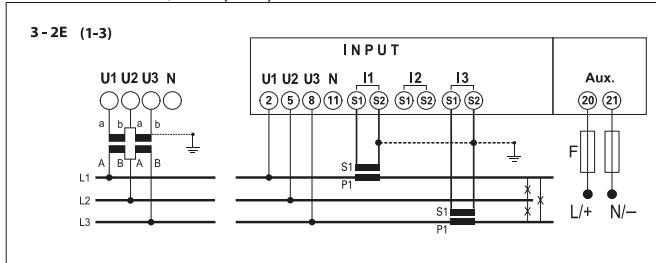 3 - 2E (1-3)
INPUT
U1 U2 U3 N
U1 U2 U3 N I1 I2 I3 Aux.
2 5 8 11 S1 S2 S1 S2 S1 S2 20 21
a b a b
A B A B
F
S1
P1
L1
L2
L3
S1
P1
L/+ N/–